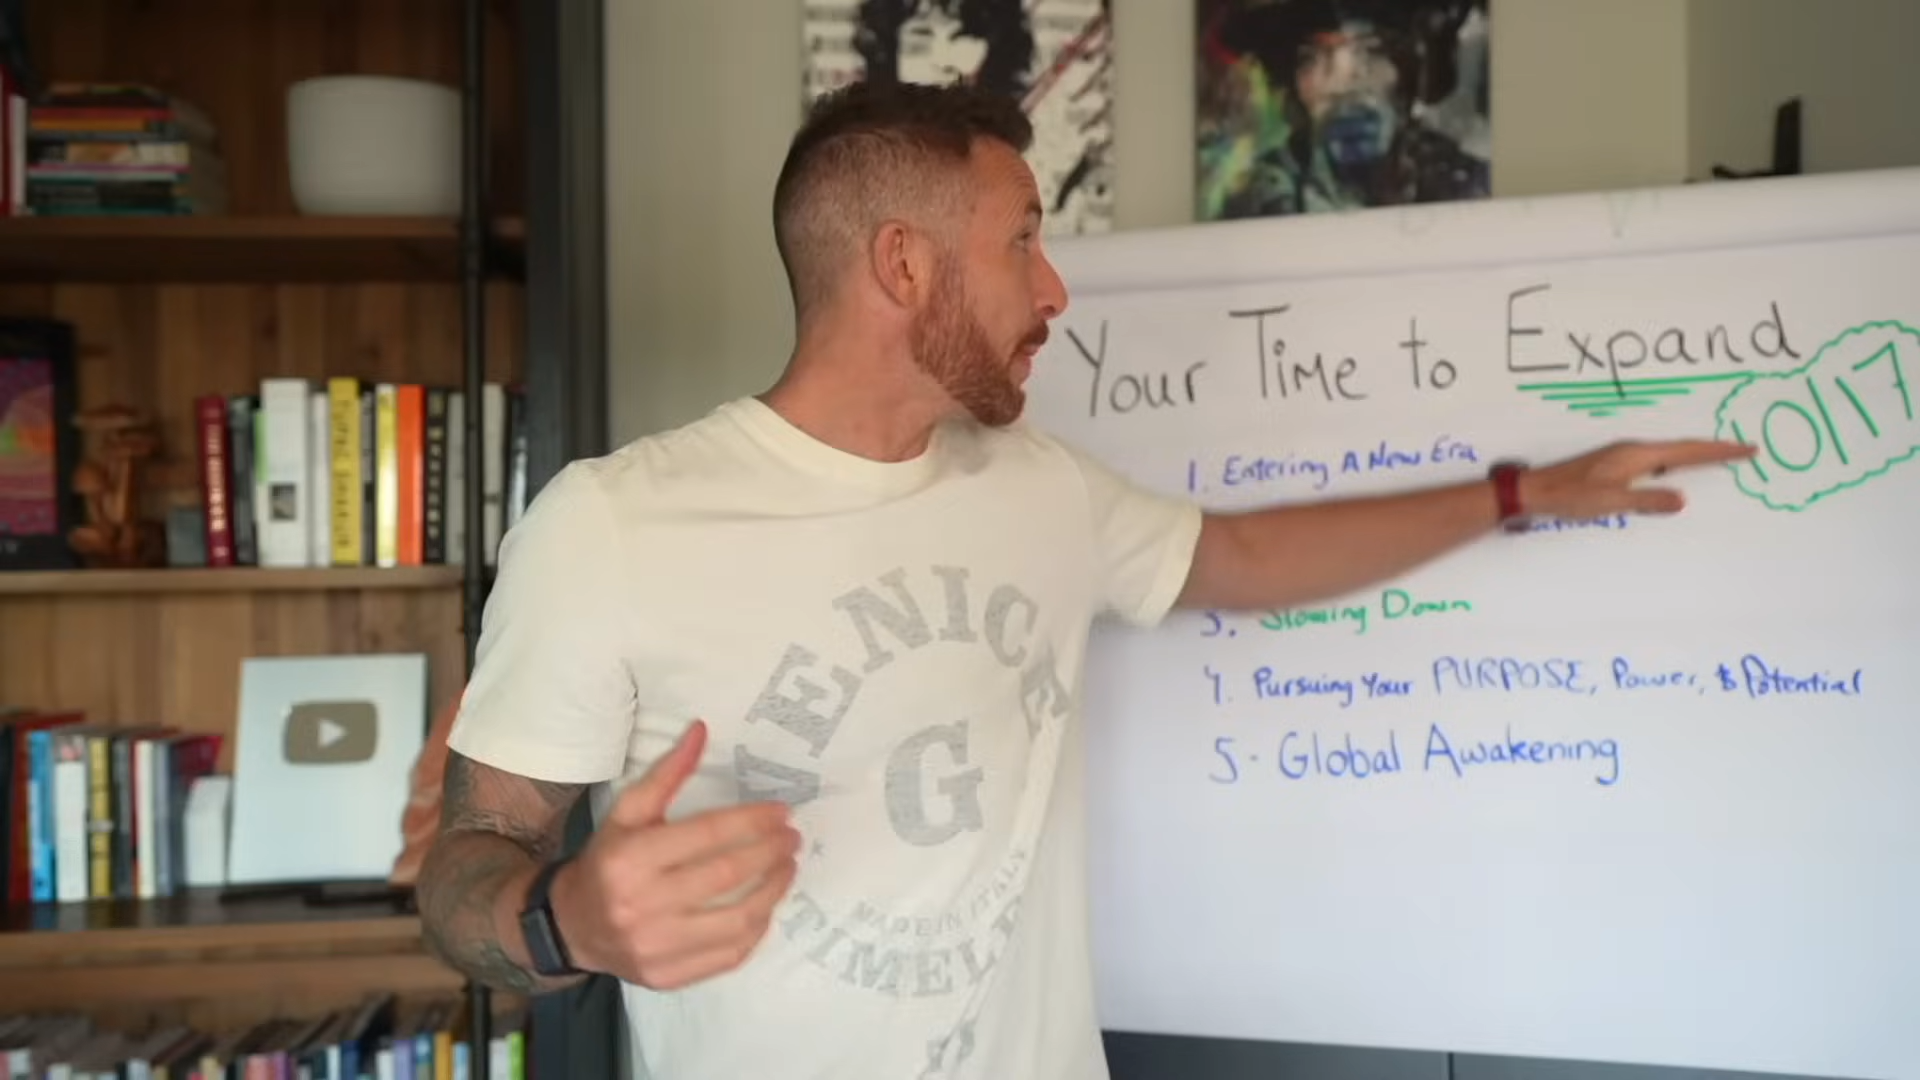 Your Time to Expand
10/17
1. Entering A New Era
3. Slowing Down
4. Pursuing Your PURPOSE, Power, & Potential
5. Global Awakening
VENICE
G
MADE IN ITALY